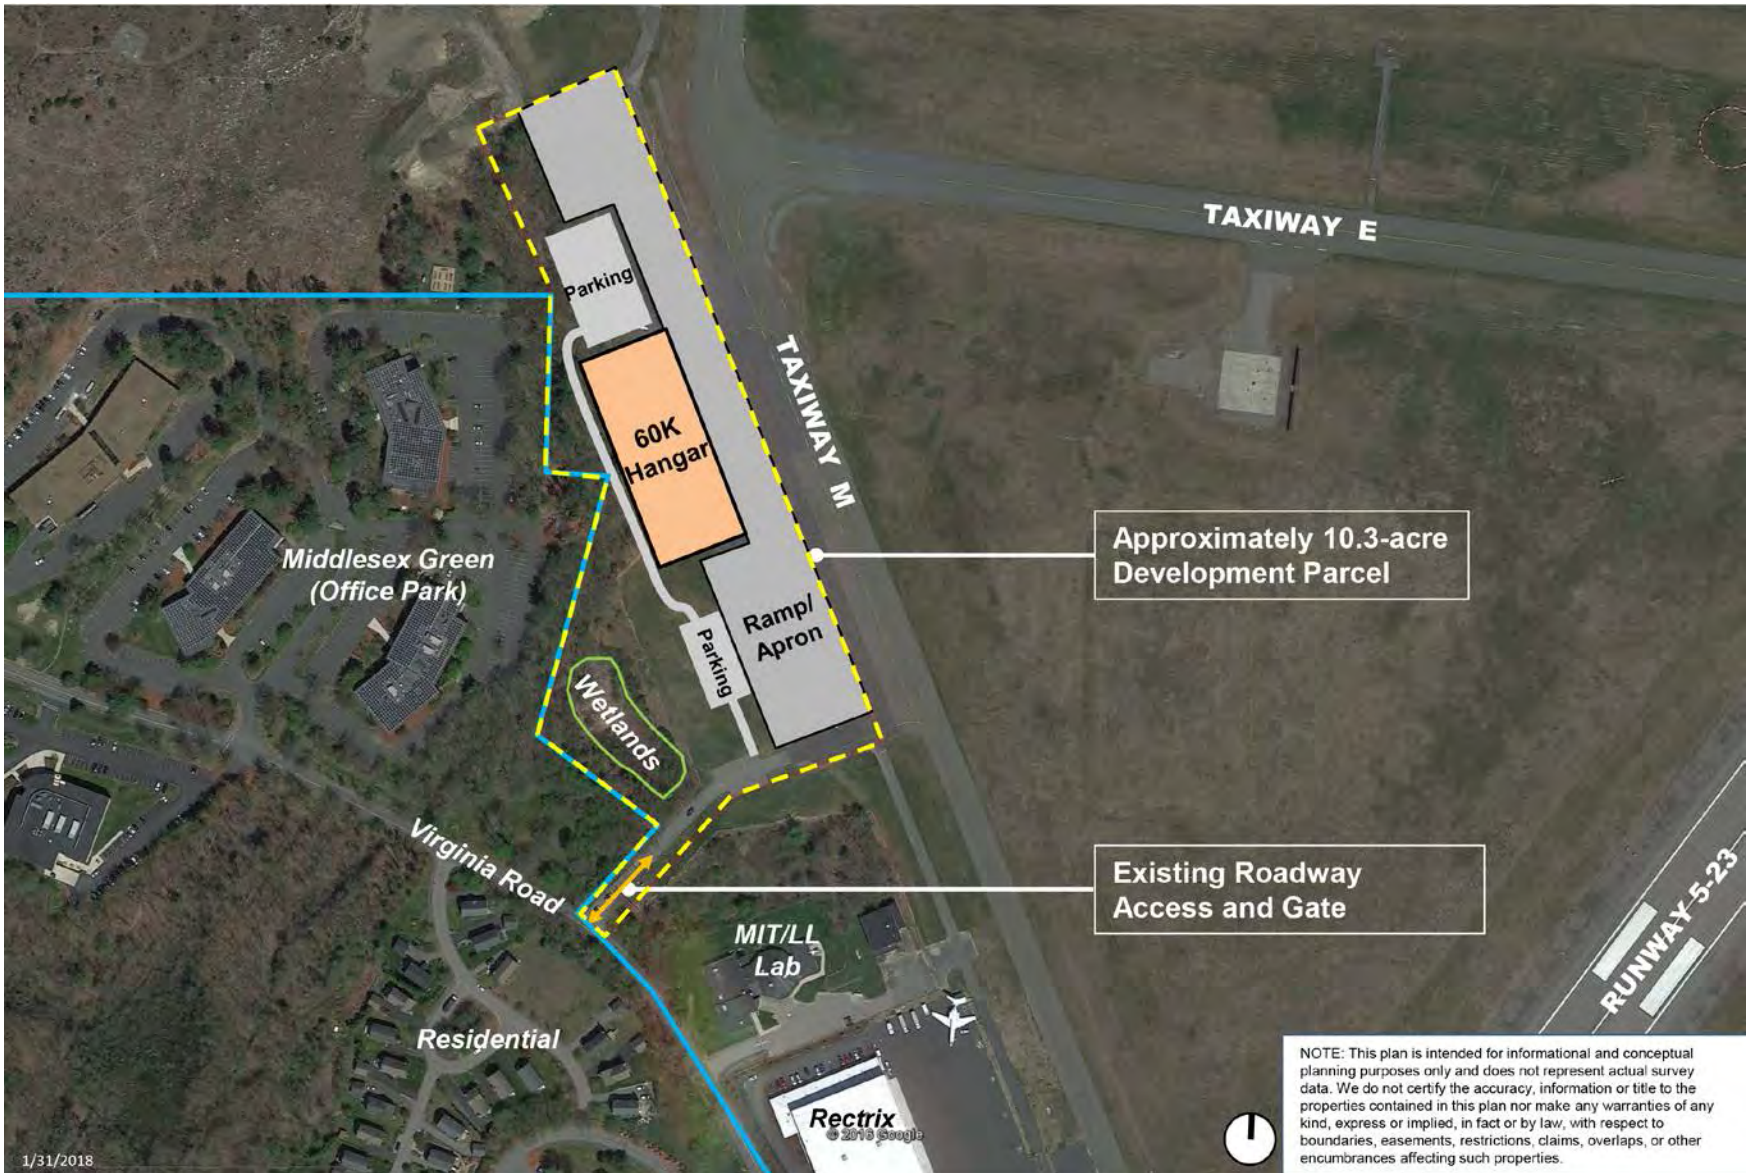 TAXIWAY E
Parking
TAXIWAY M
60K
Hangar
Approximately 10.3-acre
Development Parcel
Middlesex Green
(Office Park)
Ramp/
Apron
Parking
Wetlands
Virginia Road
Existing Roadway
Access and Gate
MIT/LL
Lab
RUNWAY 5-23
Residential
Rectrix
© 2016 Google
NOTE: This plan is intended for informational and conceptual
planning purposes only and does not represent actual survey
data. We do not certify the accuracy, information or title to the
properties contained in this plan nor make any warranties of any
kind, express or implied, in fact or by law, with respect to
boundaries, easements, restrictions, claims, overlaps, or other
encumbrances affecting such properties.
1/31/2018